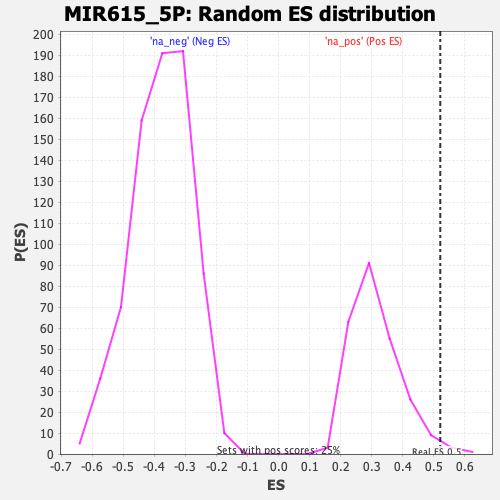 MIR615_5P: Random ES distribution
'na_neg' (Neg ES)
'na_pos' (Pos ES)
P(ES)
200
190
180
170
160
150
140
130
120
110
100
90
80
70
60
50
40
30
20
10
0
Sets with pos scores: 25%
Real ES 0.5
-0.7 -0.6 -0.5 -0.4 -0.3 -0.2 -0.1 0.0 0.1 0.2 0.3 0.4 0.5 0.6
ES